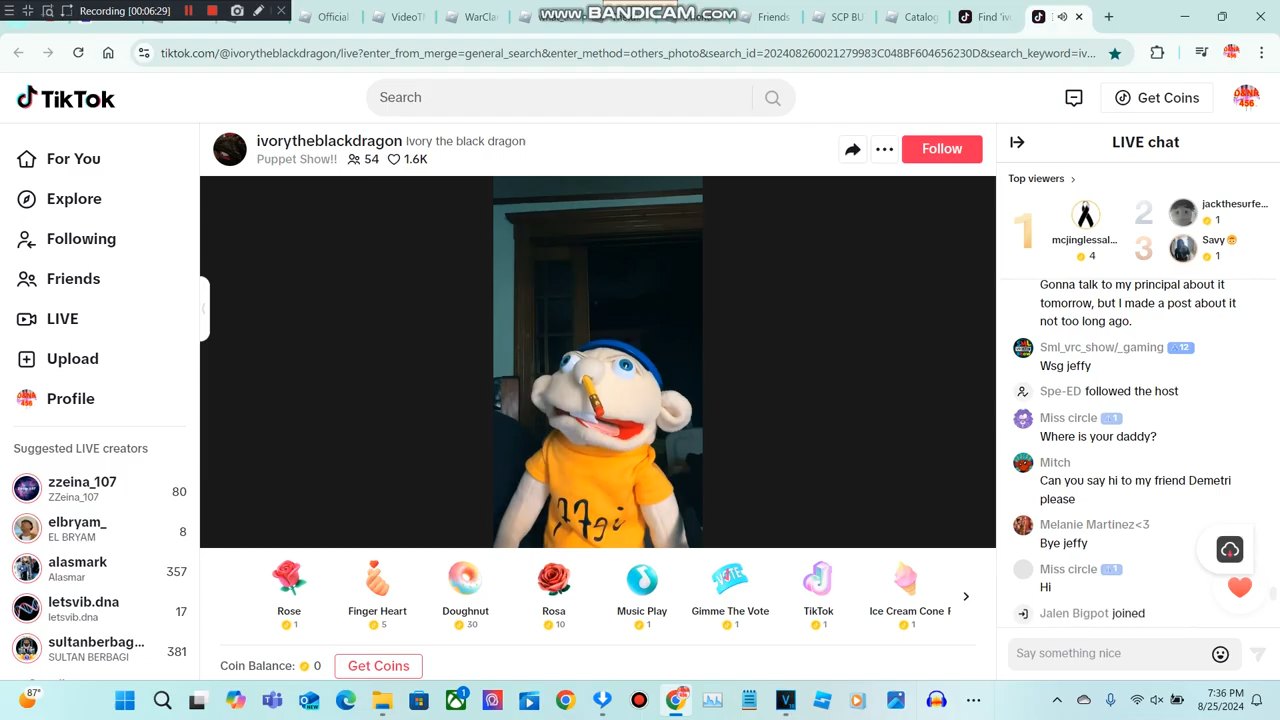 Recording [00:06:29]
Official
VideoT
WarCla
www.BANDICAM.com
Friends
SCP BU
Catalog
Find 'iv
tiktok.com/@ivorytheblackdragon/live?enter_from_merge=general_search&enter_method=others_photo&search_id=202408260021279983C048BF604656230D&search_keyword=iv...
TikTok
Search
Get Coins
D&NA
456
For You
Explore
Following
Friends
LIVE
Upload
Profile
Suggested LIVE creators
zzeina_107
ZZeina_107
80
elbryam_
EL BRYAM
8
alasmark
Alasmar
357
letsvib.dna
letsvib.dna
17
sultanberbag...
SULTAN BERBAGI
381
ivorytheblackdragon Ivory the black dragon
Puppet Show!! 54 1.6K
Follow
Rose
1
Finger Heart
5
Doughnut
30
Rosa
10
Music Play
1
Gimme The Vote
1
TikTok
1
Ice Cream Cone F
1
Coin Balance: 0
Get Coins
LIVE chat
Top viewers
1
mcjinglessal...
4
2
jackthesurfe...
1
3
Savy
1
Gonna talk to my principal about it
tomorrow, but I made a post about it
not too long ago.
Sml_vrc_show/_gaming 12
Wsg jeffy
Spe-ED followed the host
Miss circle 1
Where is your daddy?
Mitch
Can you say hi to my friend Demetri
please
Melanie Martinez<3
Bye jeffy
Miss circle 1
Hi
Jalen Bigpot joined
Say something nice
87°
7:36 PM
8/25/2024